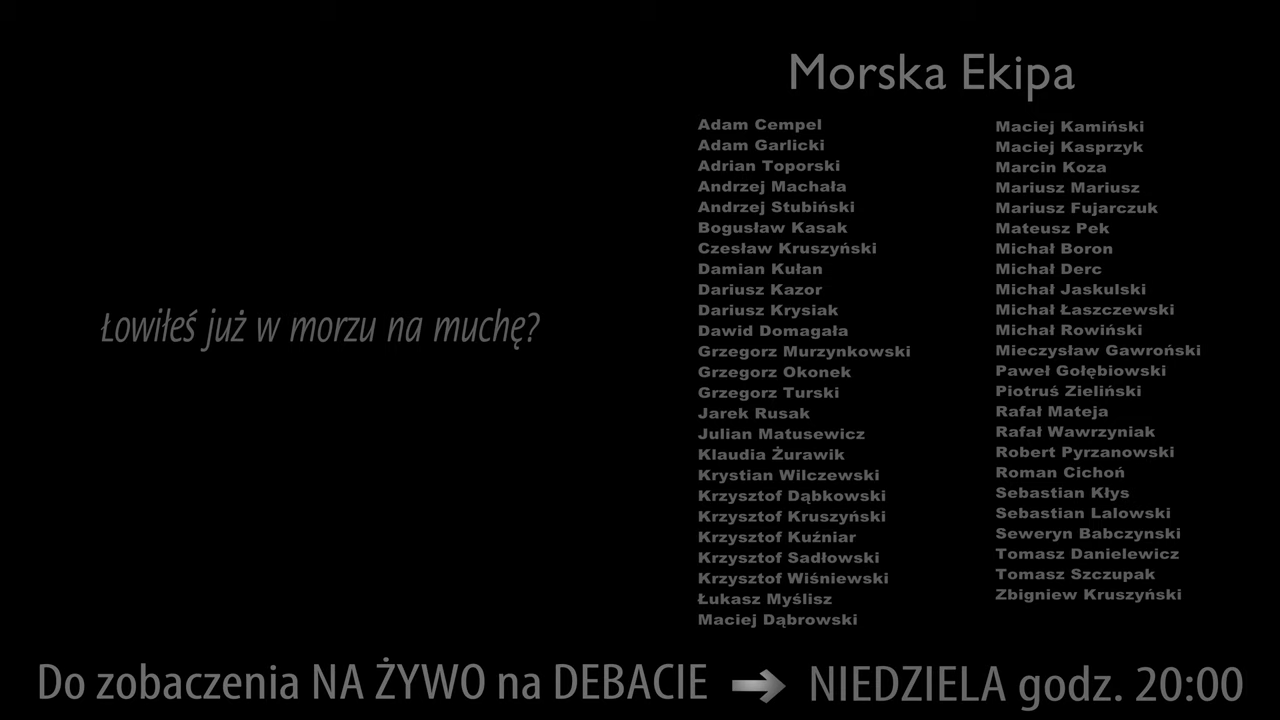 Morska Ekipa
Łowiłeś już w morzu na muchę?
Adam Cempel
Adam Garlicki
Adrian Toporski
Andrzej Machała
Andrzej Stubiński
Bogusław Kasak
Czesław Kruszyński
Damian Kułan
Dariusz Kazor
Dariusz Krysiak
Dawid Domagała
Grzegorz Murzynkowski
Grzegorz Okonek
Grzegorz Turski
Jarek Rusak
Julian Matusewicz
Klaudia Żurawik
Krystian Wilczewski
Krzysztof Dąbkowski
Krzysztof Kruszyński
Krzysztof Kuźniar
Krzysztof Sadłowski
Krzysztof Wiśniewski
Łukasz Myślisz
Maciej Dąbrowski
Maciej Kamiński
Maciej Kasprzyk
Marcin Koza
Mariusz Mariusz
Mariusz Fujarczuk
Mateusz Pek
Michał Boron
Michał Derc
Michał Jaskulski
Michał Łaszczewski
Michał Rowiński
Mieczysław Gawroński
Paweł Gołębiowski
Piotruś Zieliński
Rafał Mateja
Rafał Wawrzyniak
Robert Pyrzanowski
Roman Cichoń
Sebastian Kłys
Sebastian Lalowski
Seweryn Babczynski
Tomasz Danielewicz
Tomasz Szczupak
Zbigniew Kruszyński
Do zobaczenia NA ŻYWO na DEBACIE → NIEDZIELA godz. 20:00